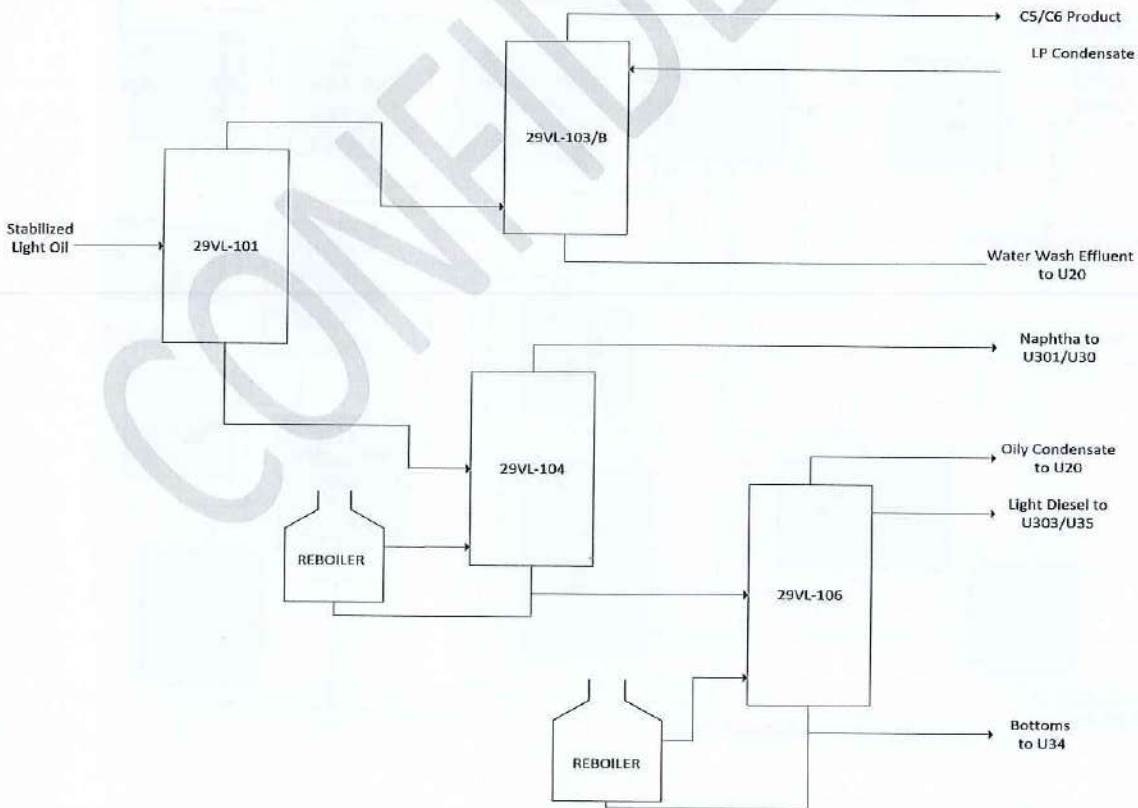 C5/C6 Product
LP Condensate
29VL-103/B
Stabilized
Light Oil
29VL-101
Water Wash Effluent
to U20
Naphtha to
U301/U30
29VL-104
Oily Condensate
to U20
Light Diesel to
U303/U35
REBOILER
29VL-106
Bottoms
to U34
REBOILER